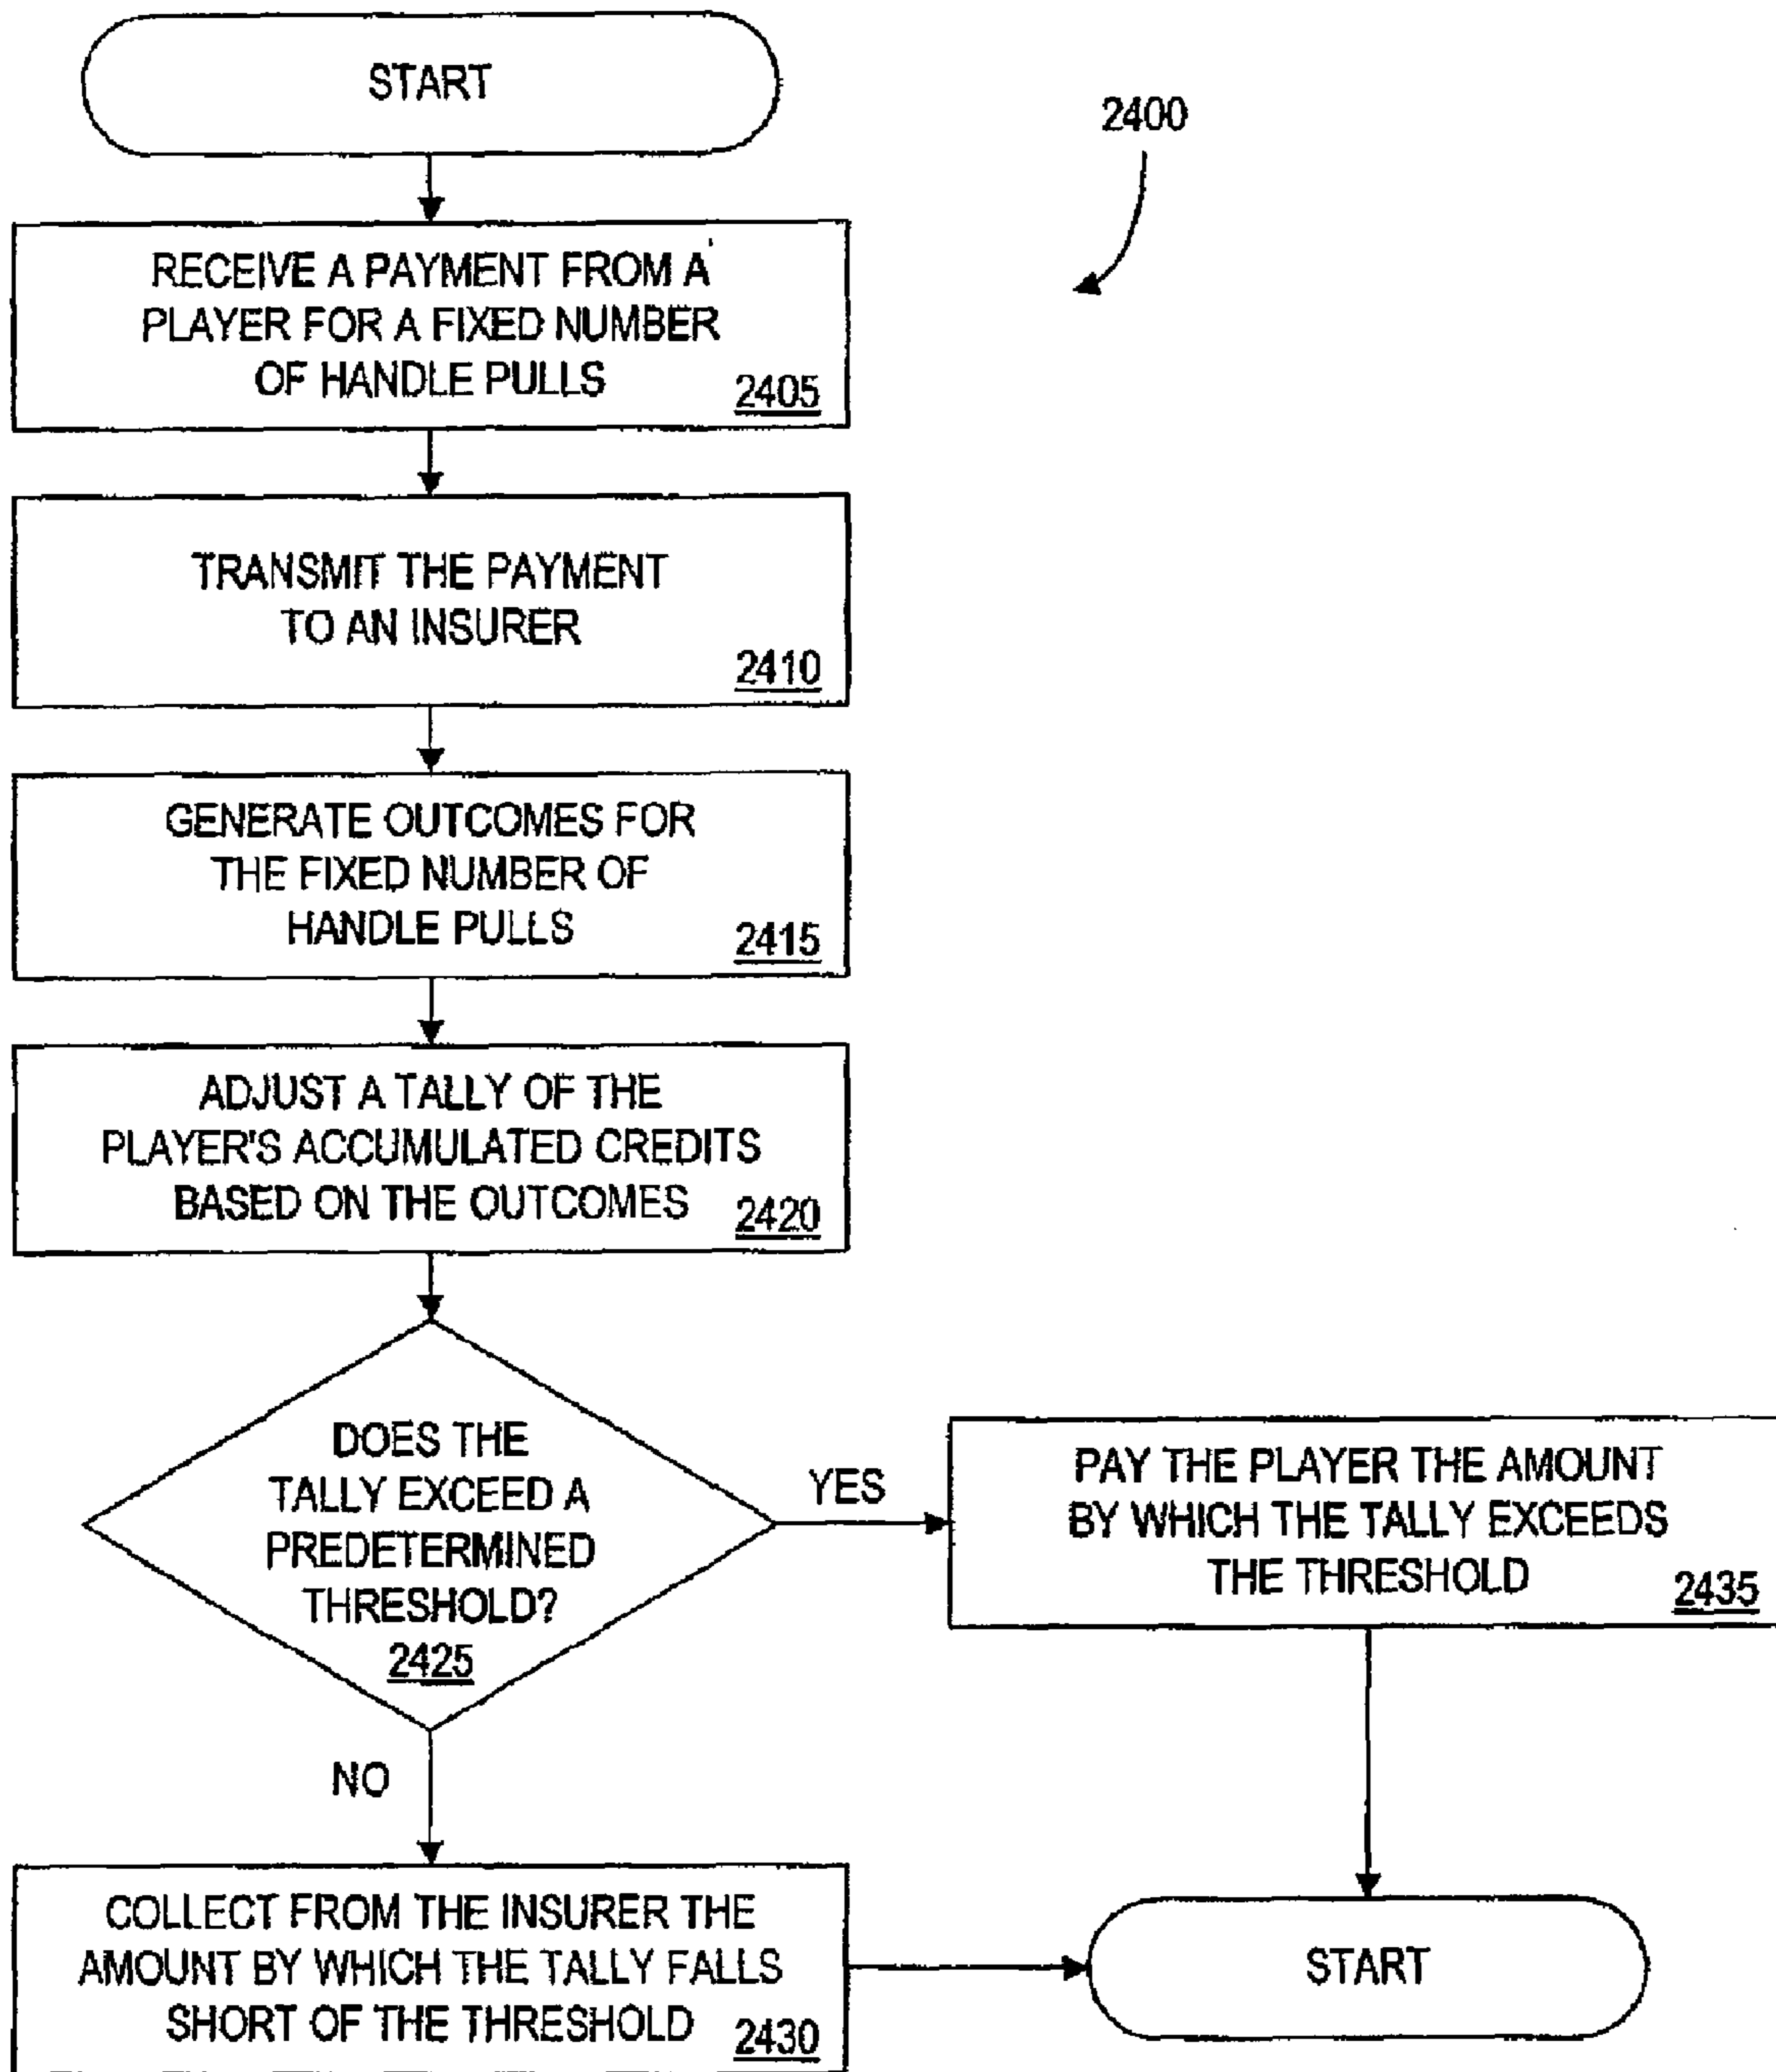 START
2400
RECEIVE A PAYMENT FROM A
PLAYER FOR A FIXED NUMBER
OF HANDLE PULLS
2405
TRANSMIT THE PAYMENT
TO AN INSURER
2410
GENERATE OUTCOMES FOR
THE FIXED NUMBER OF
HANDLE PULLS
2415
ADJUST A TALLY OF THE
PLAYER'S ACCUMULATED CREDITS
BASED ON THE OUTCOMES
2420
DOES THE
TALLY EXCEED A
PREDETERMINED
THRESHOLD?
2425
YES
PAY THE PLAYER THE AMOUNT
BY WHICH THE TALLY EXCEEDS
THE THRESHOLD
2435
NO
COLLECT FROM THE INSURER THE
AMOUNT BY WHICH THE TALLY FALLS
SHORT OF THE THRESHOLD
2430
START